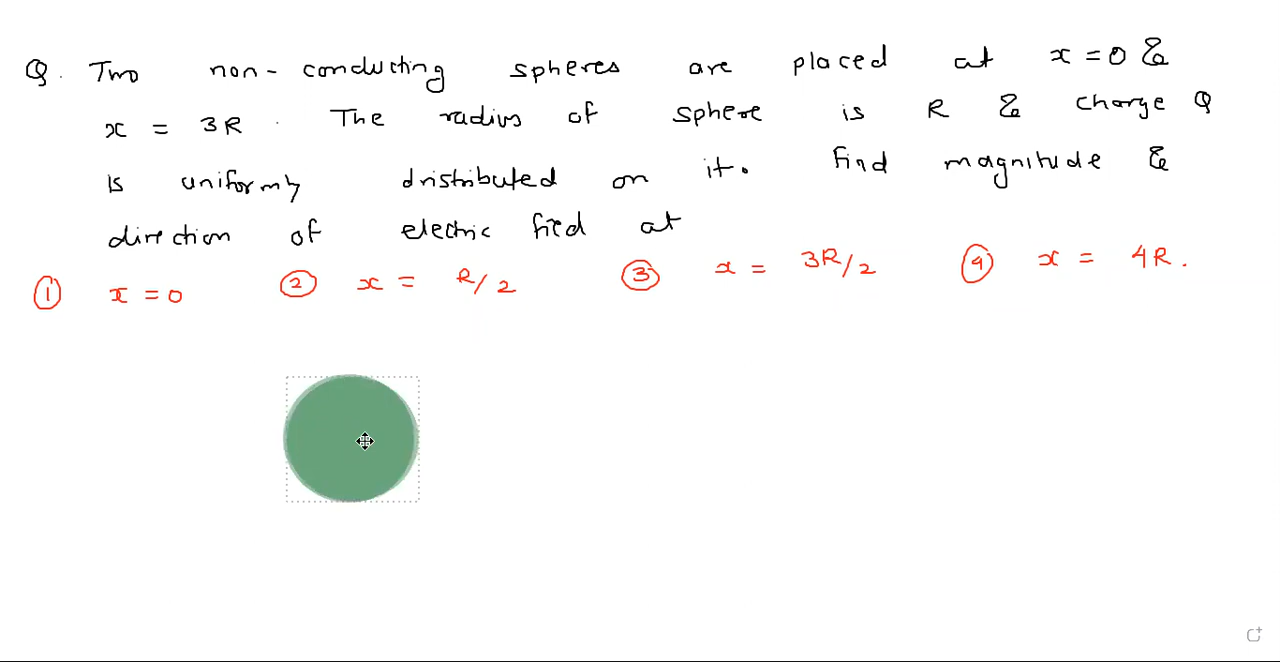 Q. Two non-conducting spheres are placed at x = 0 &
x = 3R. The radius of sphere is R & charge Q
is uniformly distributed on it. Find magnitude &
direction of electric field at
① x = 0 ② x = R/2 ③ x = 3R/2 ④ x = 4R.